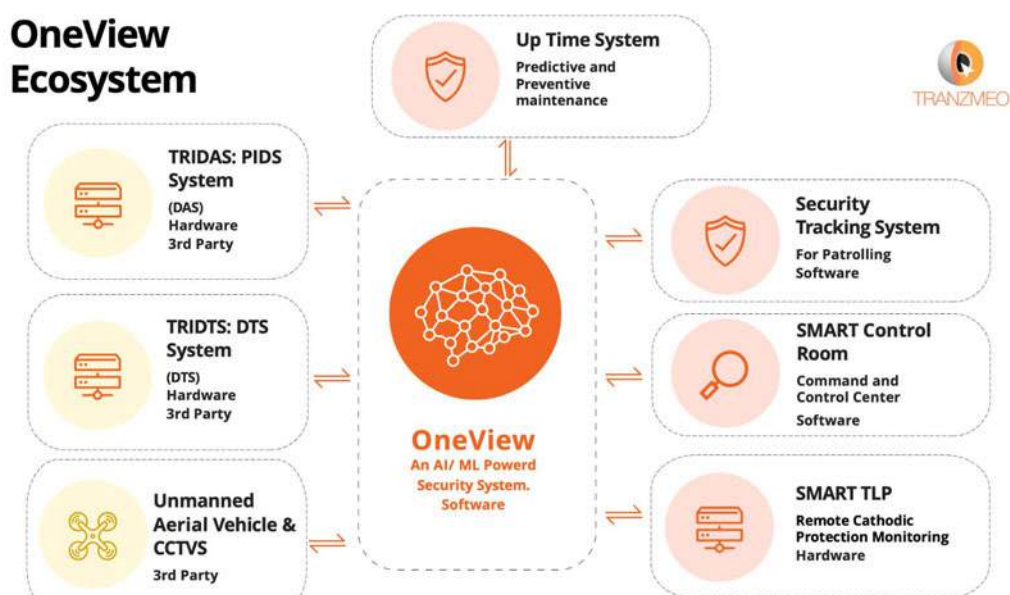 OneView
Ecosystem
Up Time System
Predictive and
Preventive
maintenance
TRANZMEO
TRIDAS: PIDS
System
(DAS)
Hardware
3rd Party
TRIDTS: DTS
System
(DTS)
Hardware
3rd Party
Unmanned
Aerial Vehicle &
CCTVS
3rd Party
OneView
An AI/ ML Powerd
Security System.
Software
Security
Tracking System
For Patrolling
Software
SMART Control
Room
Command and
Control Center
Software
SMART TLP
Remote Cathodic
Protection Monitoring
Hardware